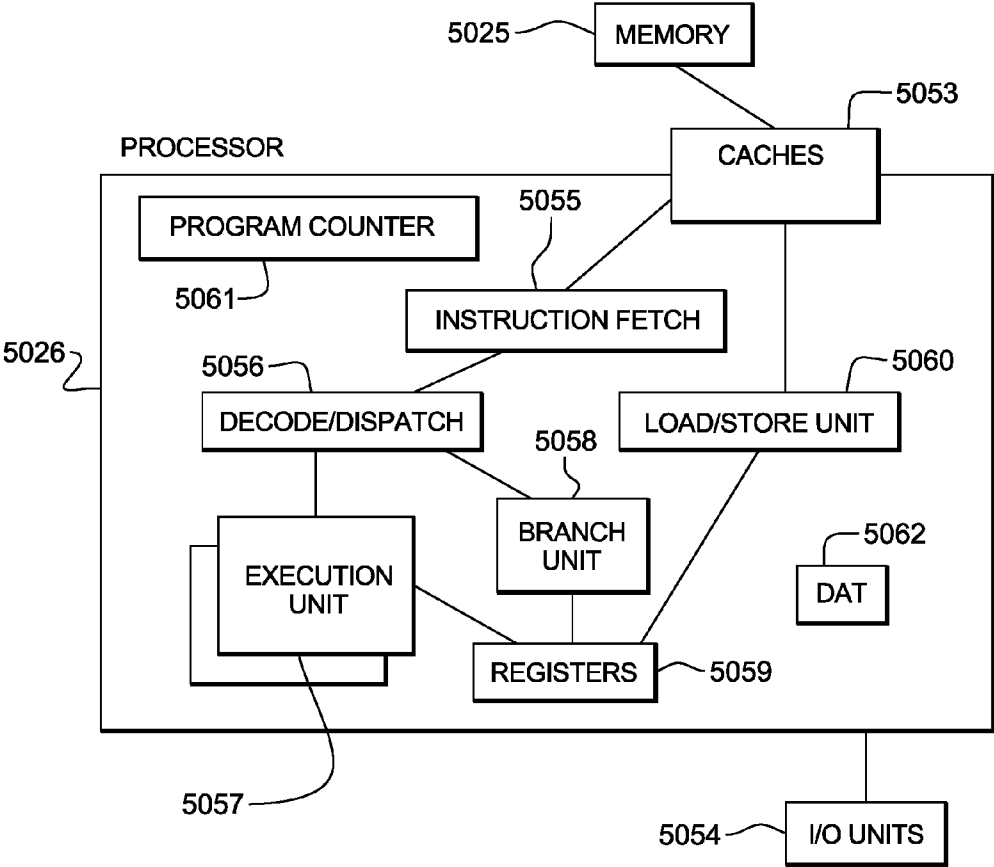 5025
MEMORY
5053
PROCESSOR
CACHES
5055
PROGRAM COUNTER
5061
INSTRUCTION FETCH
5026
5056
5060
DECODE/DISPATCH
LOAD/STORE UNIT
5058
BRANCH
UNIT
5062
EXECUTION
UNIT
DAT
REGISTERS
5059
5057
5054
I/O UNITS